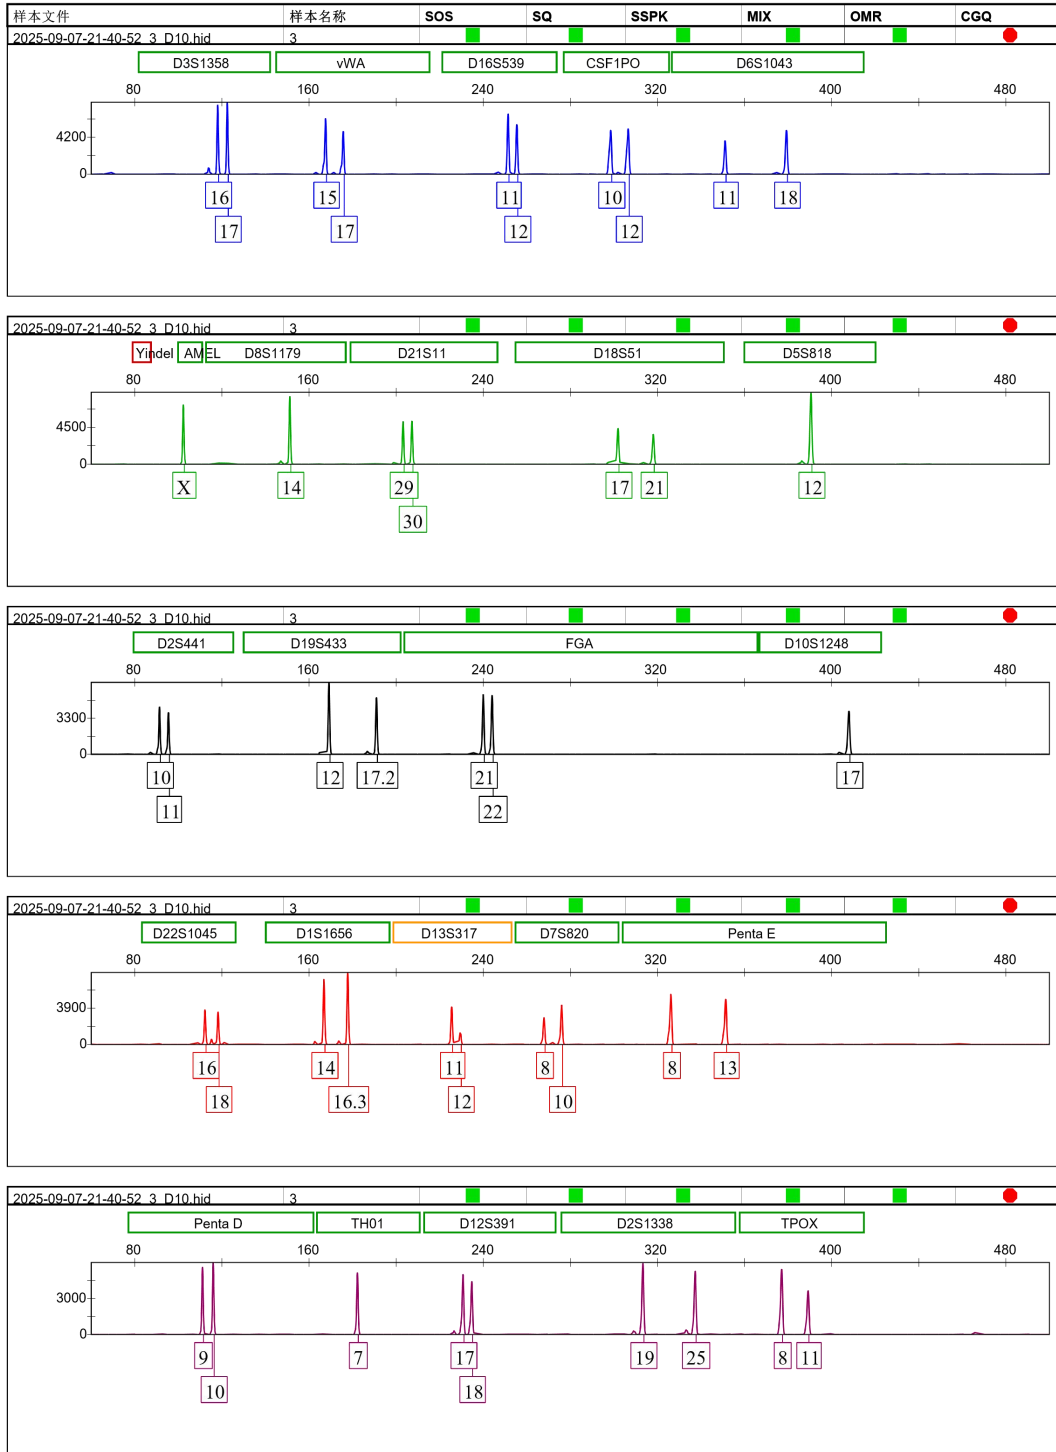 样本文件 样本名称 SOS SQ SSPK MIX OMR CGQ
2025-09-07-21-40-52_3_D10.hid 3
D3S1358 vWA D16S539 CSF1PO D6S1043
80 160 240 320 400 480
4200
0
16 15 11 10 11 18
17 17 12 12
2025-09-07-21-40-52_3_D10.hid 3
Yindel AMEL D8S1179 D21S11 D18S51 D5S818
80 160 240 320 400 480
4500
0
X 14 29 17 21 12
30
2025-09-07-21-40-52_3_D10.hid 3
D2S441 D19S433 FGA D10S1248
80 160 240 320 400 480
3300
0
10 12 17.2 21 17
11 22
2025-09-07-21-40-52_3_D10.hid 3
D22S1045 D1S1656 D13S317 D7S820 Penta E
80 160 240 320 400 480
3900
0
16 14 11 8 8 13
18 16.3 12 10
2025-09-07-21-40-52_3_D10.hid 3
Penta D TH01 D12S391 D2S1338 TPOX
80 160 240 320 400 480
3000
0
9 7 17 19 25 8 11
10 18